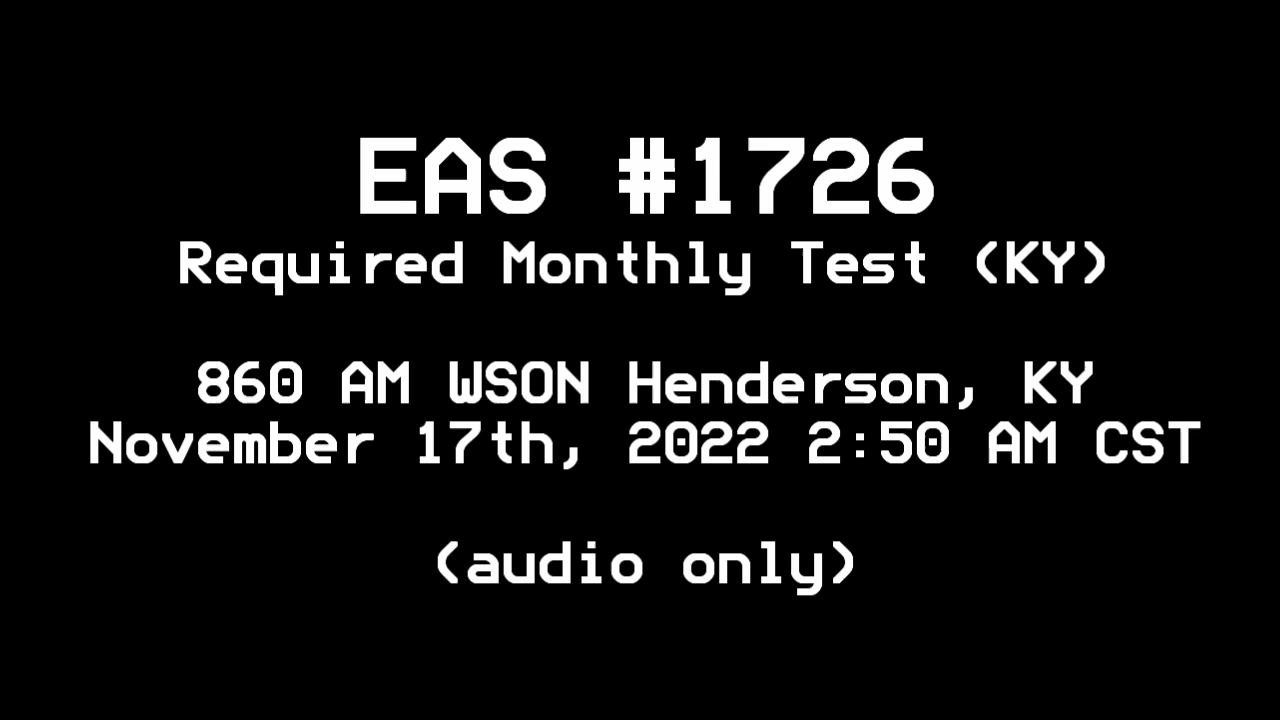 EAS #1726
Required Monthly Test (KY)
860 AM WSON Henderson, KY
November 17th, 2022 2:50 AM CST
(audio only)